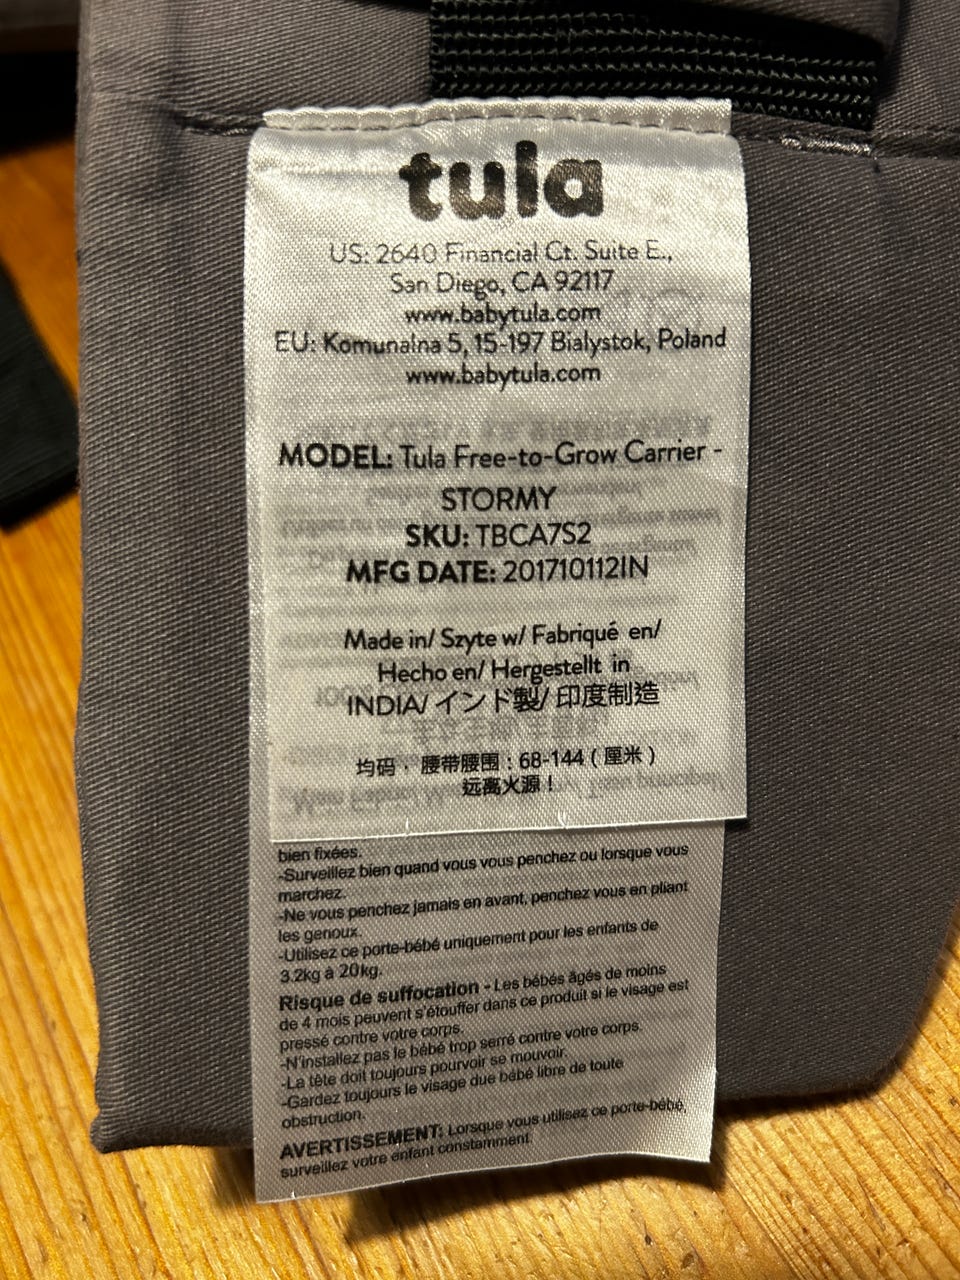 tula
US: 2640 Financial Ct. Suite E.,
San Diego, CA 92117
www.babytula.com
EU: Komunalna 5, 15-197 Bialystok, Poland
www.babytula.com
MODEL: Tula Free-to-Grow Carrier -
STORMY
SKU: TBCA7S2
MFG DATE: 201710112IN
Made in/ Szyte w/ Fabriqué en/
Hecho en/ Hergestellt in
INDIA/ インド製/ 印度制造
均码， 腰带腰围：68-144（厘米）
远离火源！
bien fixées.
-Surveillez bien quand vous vous penchez ou lorsque vous
marchez.
-Ne vous penchez jamais en avant, penchez vous en pliant
les genoux.
-Utilisez ce porte-bébé uniquement pour les enfants de
3.2kg à 20kg.
Risque de suffocation - Les bébés âgés de moins
de 4 mois peuvent s'étouffer dans ce produit si le visage est
pressé contre votre corps.
-N'installez pas le bébé trop serré contre votre corps.
-La tête doit toujours pourvoir se mouvoir.
-Gardez toujours le visage due bébé libre de toute
obstruction.
AVERTISSEMENT: Lorsque vous utilisez ce porte-bébé,
surveillez votre enfant constamment.